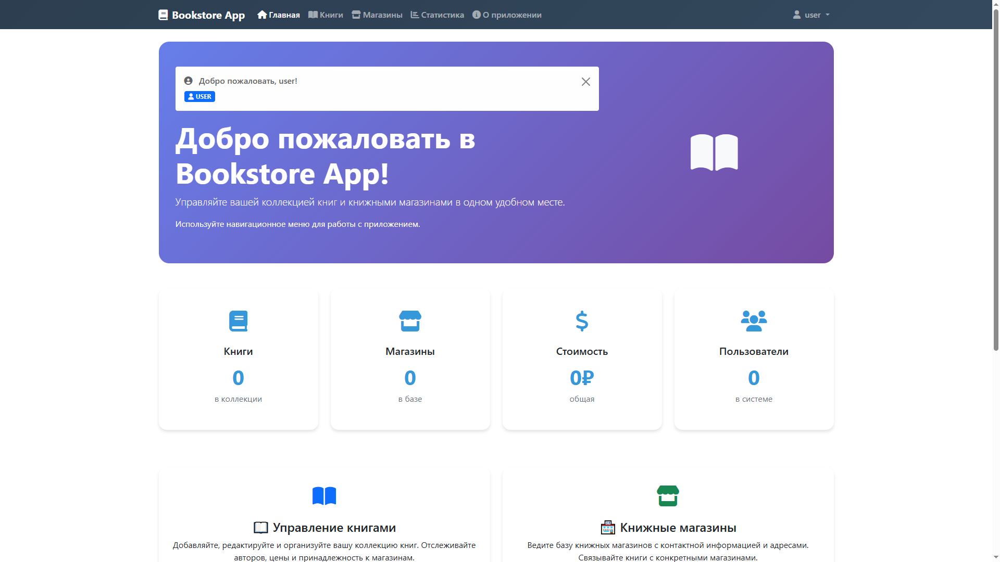 Bookstore App Главная Книги Магазины Статистика О приложении user
Добро пожаловать, user!
USER
Добро пожаловать в
Bookstore App!
Управляйте вашей коллекцией книг и книжными магазинами в одном удобном месте.
Используйте навигационное меню для работы с приложением.
Книги
0
в коллекции
Магазины
0
в базе
Стоимость
0₽
общая
Пользователи
0
в системе
Управление книгами
Добавляйте, редактируйте и организуйте вашу коллекцию книг. Отслеживайте
авторов, цены и принадлежность к магазинам.
Книжные магазины
Ведите базу книжных магазинов с контактной информацией и адресами.
Связывайте книги с конкретными магазинами.